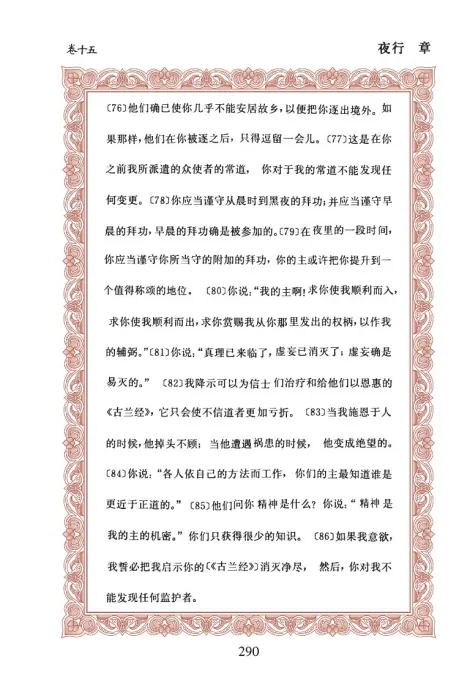 卷十五
夜行 章
〔76〕他们确已使你几乎不能安居故乡，以便把你逐出境外。如
果那样，他们在你被逐之后，只得逗留一会儿。〔77〕这是在你
之前我所派遣的众使者的常道， 你对于我的常道不能发现任
何变更。〔78〕你应当谨守从晨时到黑夜的拜功；并应当谨守早
晨的拜功，早晨的拜功确是被参加的。〔79〕在夜里的一段时间，
你应当谨守你所当守的附加的拜功，你的主或许把你提升到一
个值得称颂的地位。 〔80〕你说：“我的主啊！求你使我顺利而入，
求你使我顺利而出，求你赏赐我从你那里发出的权柄，以作我
的辅弼。”〔81〕你说：“真理已来临了，虚妄已消灭了；虚妄确是
易灭的。” 〔82〕我降示可以为信士们治疗和给他们以恩惠的
《古兰经》，它只会使不信道者更加亏折。 〔83〕当我施恩于人
的时候，他掉头不顾；当他遭遇祸患的时候， 他变成绝望的。
〔84〕你说：“各人依自己的方法而工作，你们的主最知道谁是
更近于正道的。”〔85〕他们问你精神是什么？你说：“精神是
我的主的机密。”你们只获得很少的知识。 〔86〕如果我意欲，
我誓必把我启示你的（《古兰经》）消灭净尽， 然后，你对我不
能发现任何监护者。
290